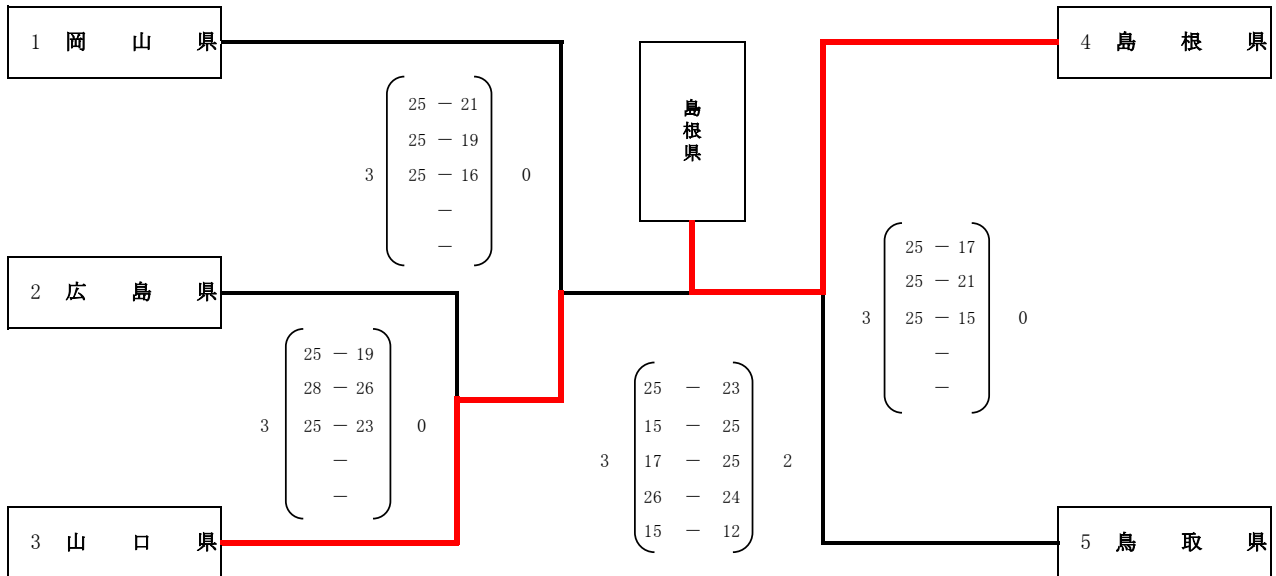 1 岡 山 県
4 島 根 県
島根県
25 － 21
25 － 19
3 25 － 16 0
－
－
25 － 17
25 － 21
3 25 － 15 0
－
－
2 広 島 県
25 － 19
28 － 26
3 25 － 23 0
－
－
25 － 23
15 － 25
3 17 － 25 2
26 － 24
15 － 12
3 山 口 県
5 鳥 取 県